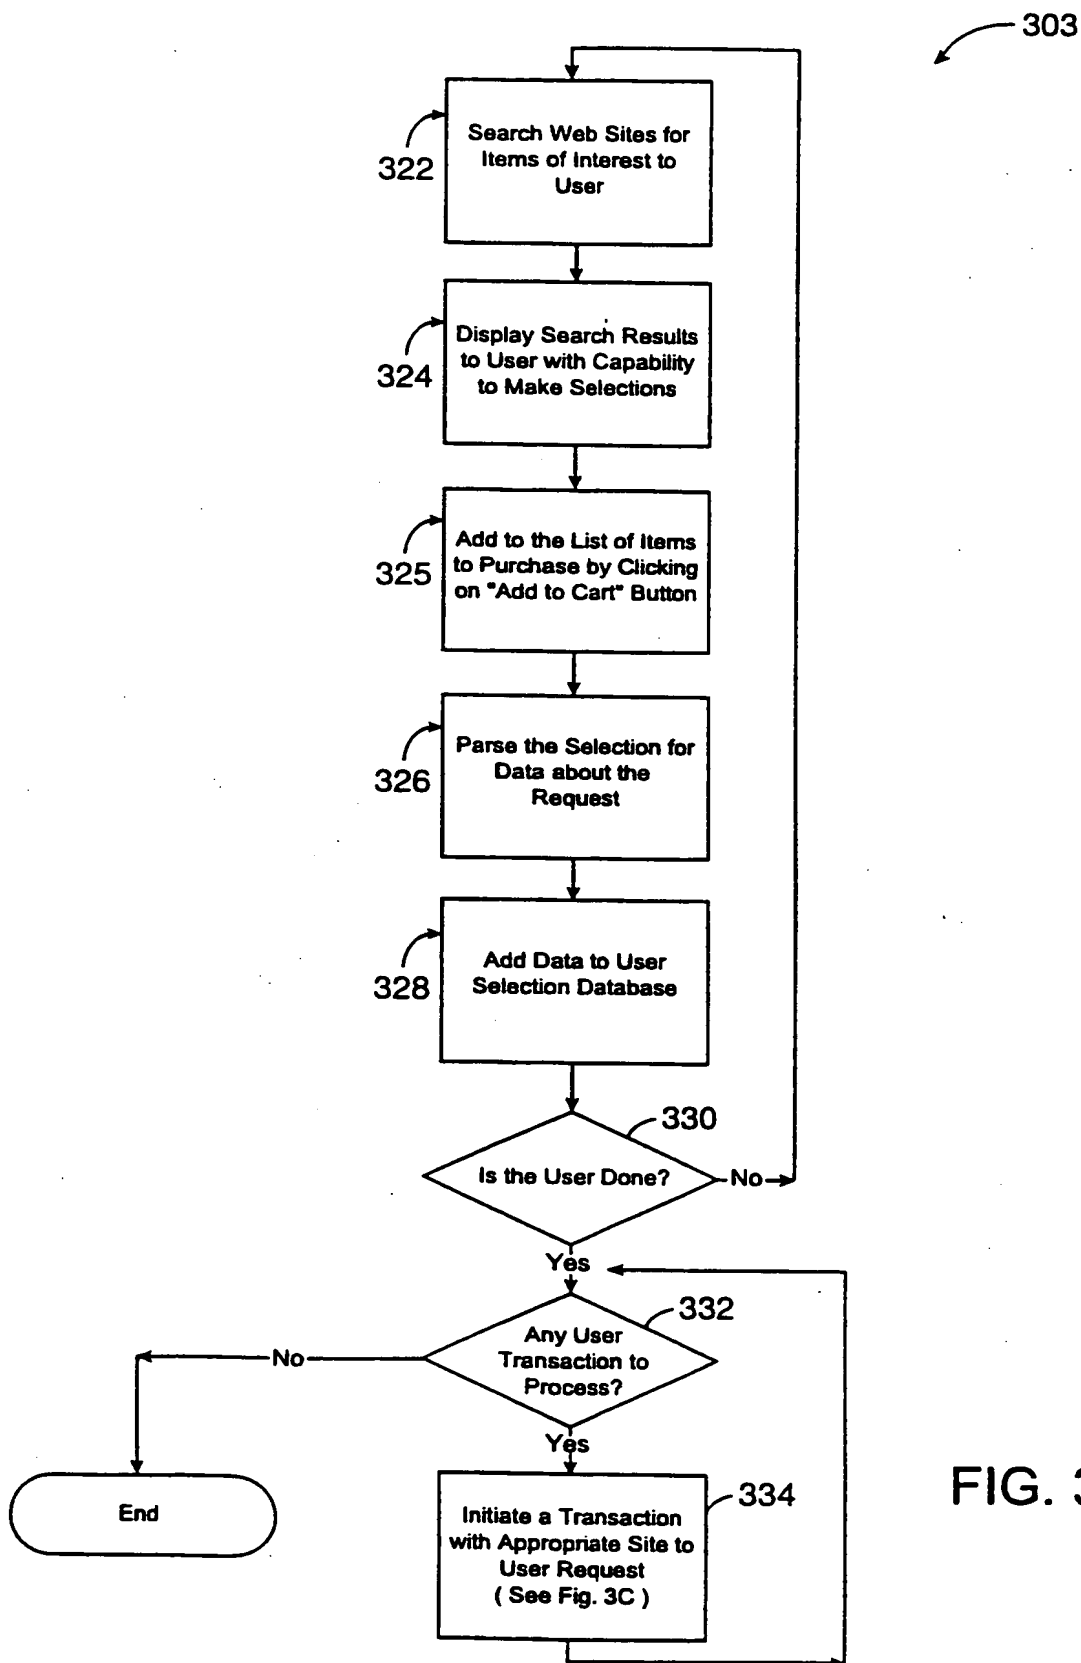 303
322
Search Web Sites for
Items of Interest to
User
324
Display Search Results
to User with Capability
to Make Selections
325
Add to the List of Items
to Purchase by Clicking
on "Add to Cart" Button
326
Parse the Selection for
Data about the
Request
328
Add Data to User
Selection Database
330
Is the User Done?
No
Yes
332
Any User
Transaction to
Process?
No
Yes
End
334
Initiate a Transaction
with Appropriate Site to
User Request
( See Fig. 3C )
FIG. 3